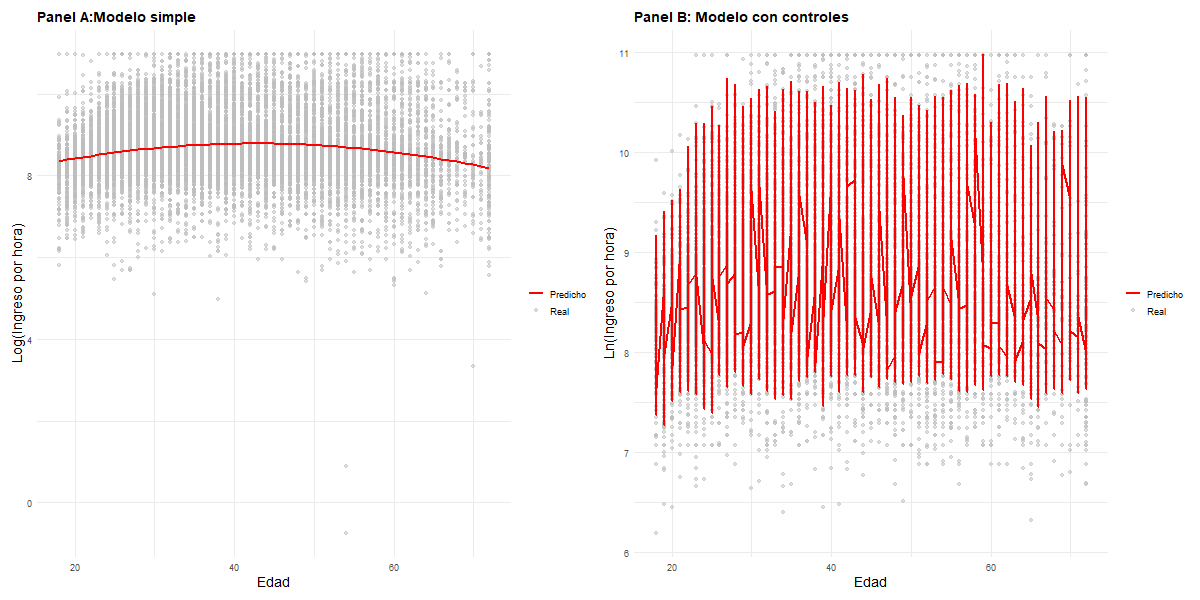 Panel A:Modelo simple
Log(Ingreso por hora)
8
4
0
20
40
60
Edad
Predicho
Real
Panel B: Modelo con controles
Ln(Ingreso por hora)
11
10
9
8
7
6
20
40
60
Edad
Predicho
Real